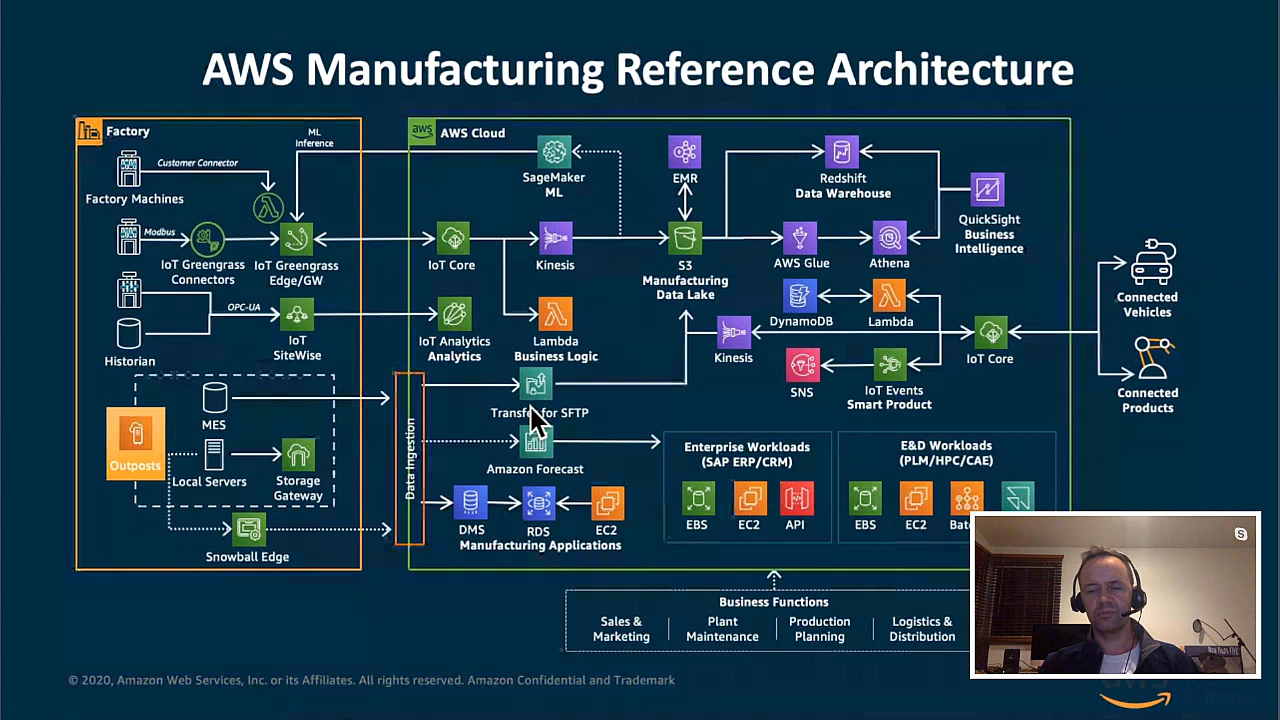 AWS Manufacturing Reference Architecture
Factory
Customer Connector
Factory Machines
ML
Inference
Modbus
IoT Greengrass
Connectors
IoT Greengrass
Edge/GW
OPC-UA
Historian
IoT
SiteWise
MES
Outposts
Local Servers
Storage
Gateway
Snowball Edge
aws
AWS Cloud
SageMaker
ML
EMR
Redshift
Data Warehouse
QuickSight
Business
Intelligence
IoT Core
Kinesis
S3
Manufacturing
Data Lake
AWS Glue
Athena
IoT Analytics
Analytics
Lambda
Business Logic
DynamoDB
Lambda
Kinesis
IoT Core
SNS
IoT Events
Smart Product
Connected
Vehicles
Connected
Products
Data Ingestion
Transfer for SFTP
Amazon Forecast
DMS
RDS
EC2
Manufacturing Applications
Enterprise Workloads
(SAP ERP/CRM)
EBS
EC2
API
E&D Workloads
(PLM/HPC/CAE)
EBS
EC2
Business Functions
Sales &
Marketing
Plant
Maintenance
Production
Planning
Logistics &
Distribution
© 2020, Amazon Web Services, Inc. or its Affiliates. All rights reserved. Amazon Confidential and Trademark